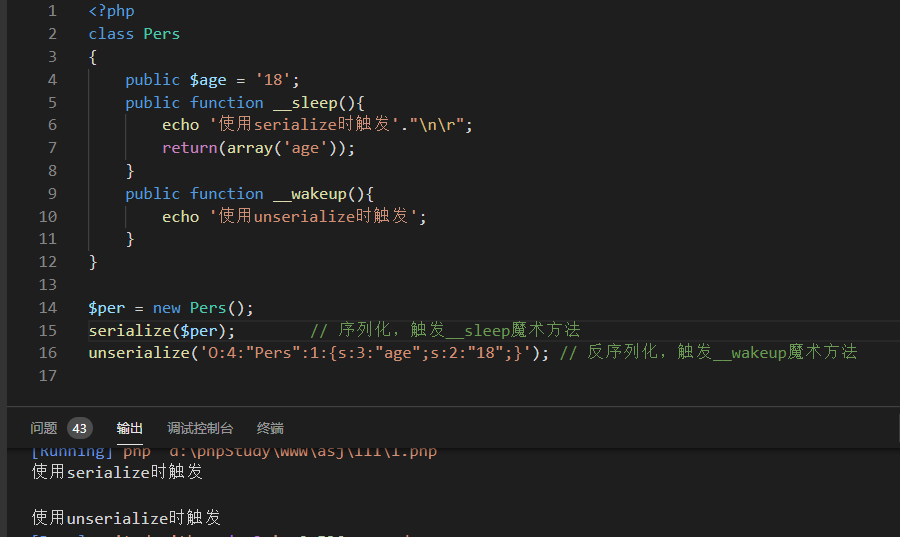 1 <?php
2 class Pers
3 {
4 public $age = '18';
5 public function __sleep(){
6 echo '使用serialize时触发'."\n\r";
7 return(array('age'));
8 }
9 public function __wakeup(){
10 echo '使用unserialize时触发';
11 }
12 }
13
14 $per = new Pers();
15 serialize($per); // 序列化，触发__sleep魔术方法
16 unserialize('O:4:"Pers":1:{s:3:"age";s:2:"18";}'); // 反序列化，触发__wakeup魔术方法
17
问题 43 输出 调试控制台 终端
[Running] php
使用serialize时触发
使用unserialize时触发